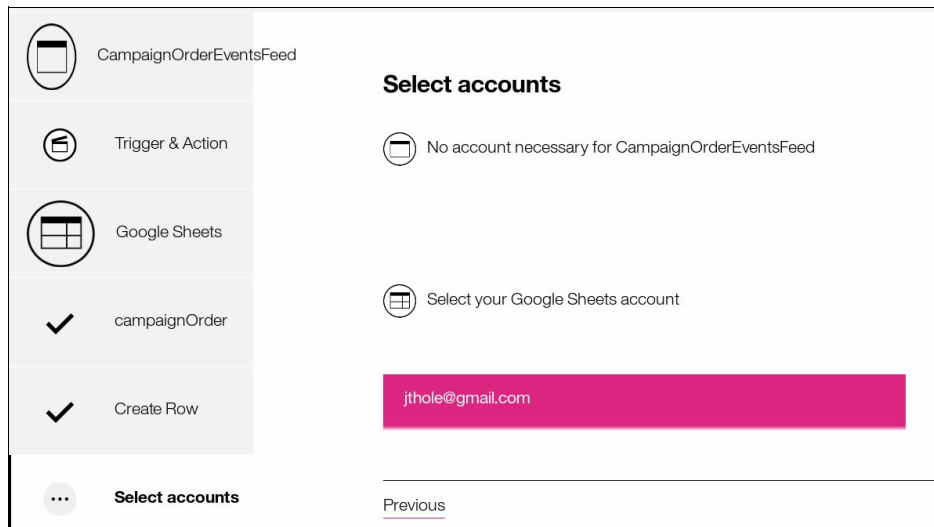 CampaignOrderEventsFeed
Trigger & Action
Google Sheets
campaignOrder
Create Row
Select accounts
Select accounts
No account necessary for CampaignOrderEventsFeed
Select your Google Sheets account
jthole@gmail.com
Previous